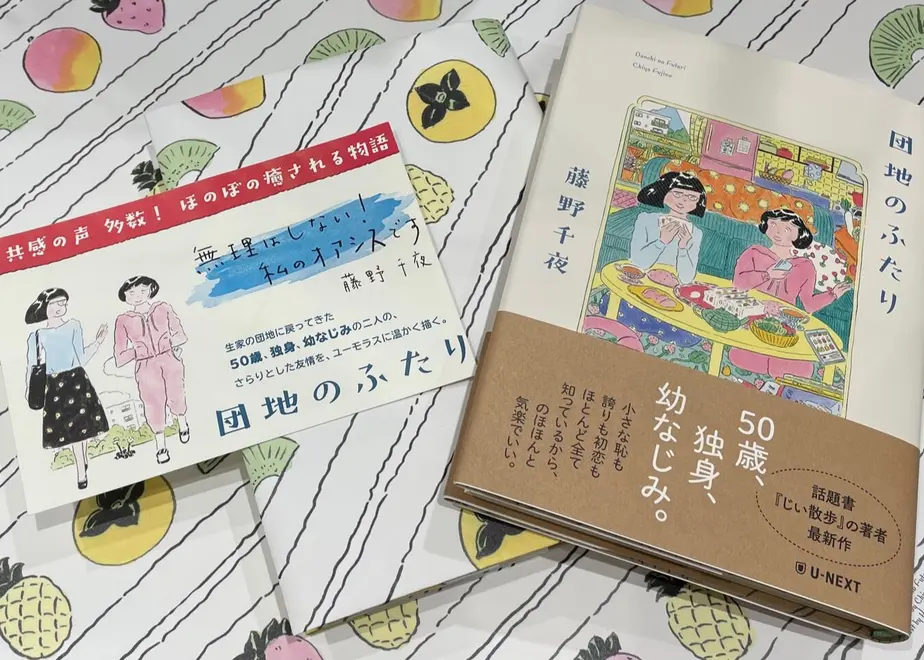 共感の声 多数！ ほのぼの癒される物語
無理はしない！
私のオアシスです
藤野 千夜
生家の団地に戻ってきた
50歳、独身、幼なじみの二人の、
さらりとした友情を、ユーモラスに温かく描く。
団地のふたり
Danchi no Futari
Chiya Fujino
団地のふたり
藤野千夜
50歳、
独身、
幼なじみ。
小さな恥も
誇りも初恋も
ほとんど全て
知っているから、
のほほんと
気楽でいい。
話題書
『じい散歩』の著者
最新作
U-NEXT